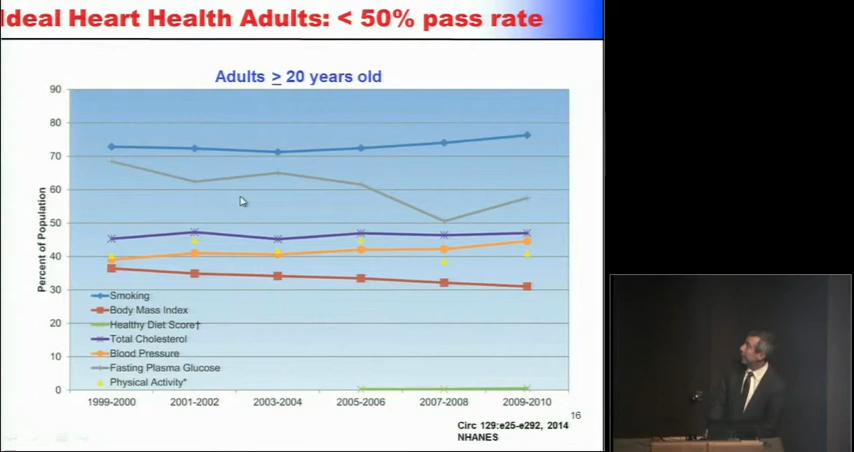 Ideal Heart Health Adults: < 50% pass rate
Adults > 20 years old
90
80
70
60
50
40
30
20
10
0
Percent of Population
Smoking
Body Mass Index
Healthy Diet Score†
Total Cholesterol
Blood Pressure
Fasting Plasma Glucose
Physical Activity*
1999-2000
2001-2002
2003-2004
2005-2006
2007-2008
2009-2010
16
Circ 129:e25-e292, 2014
NHANES